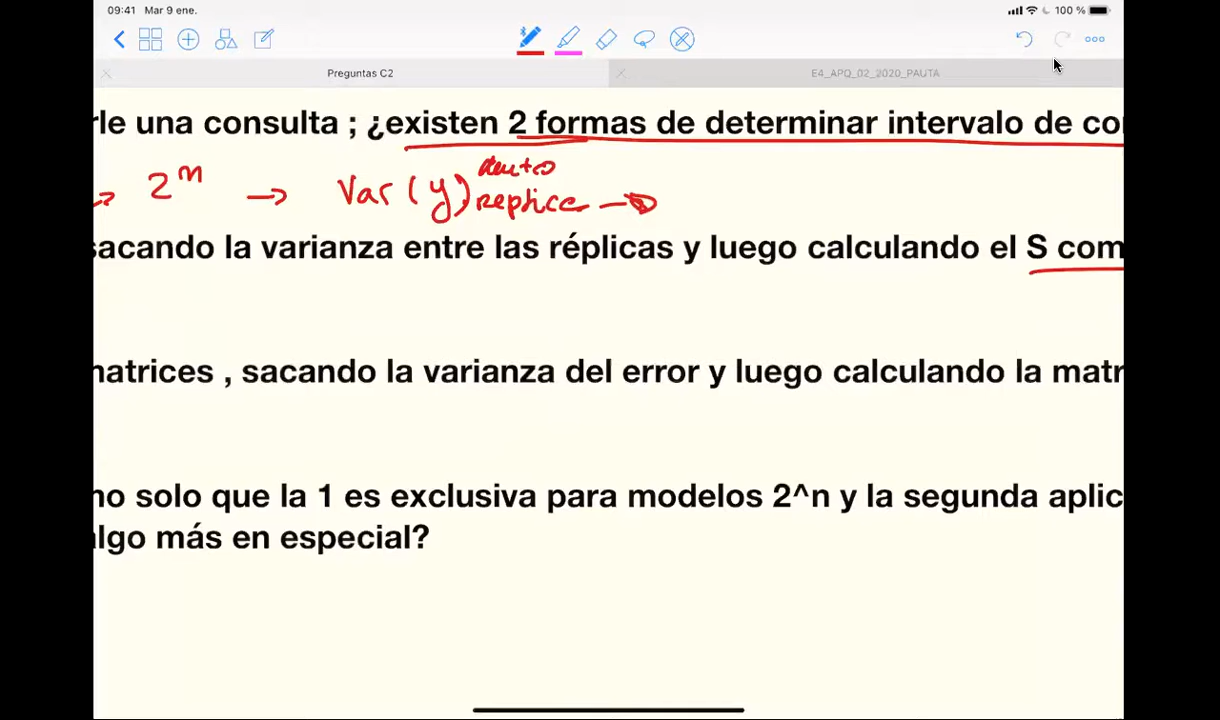 09:41 Mar 9 ene.
100 %
Preguntas C2
E4_APQ_02_2020_PAUTA
rle una consulta ; ¿existen 2 formas de determinar intervalo de co
→ 2^n → Var(y) dentro replica →
sacando la varianza entre las réplicas y luego calculando el S com
matrices , sacando la varianza del error y luego calculando la matr
no solo que la 1 es exclusiva para modelos 2^n y la segunda aplic
algo más en especial?